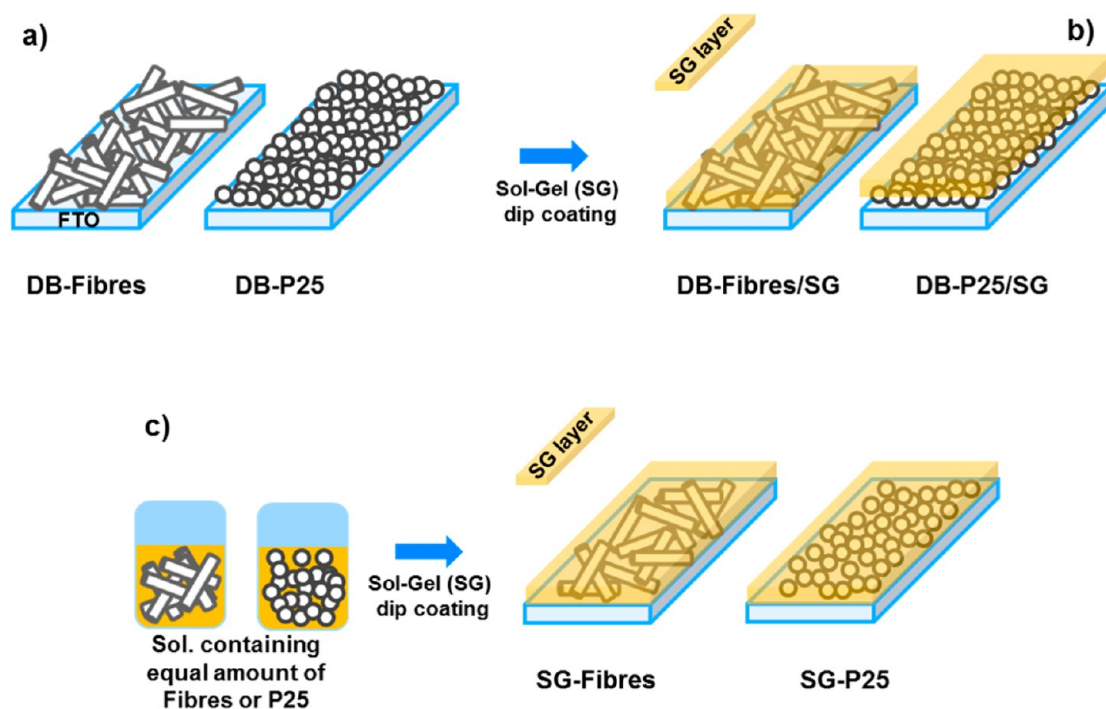 a)
b)
SG layer
FTO
Sol-Gel (SG)
dip coating
DB-Fibres
DB-P25
DB-Fibres/SG
DB-P25/SG
c)
SG layer
Sol-Gel (SG)
dip coating
Sol. containing
equal amount of
Fibres or P25
SG-Fibres
SG-P25